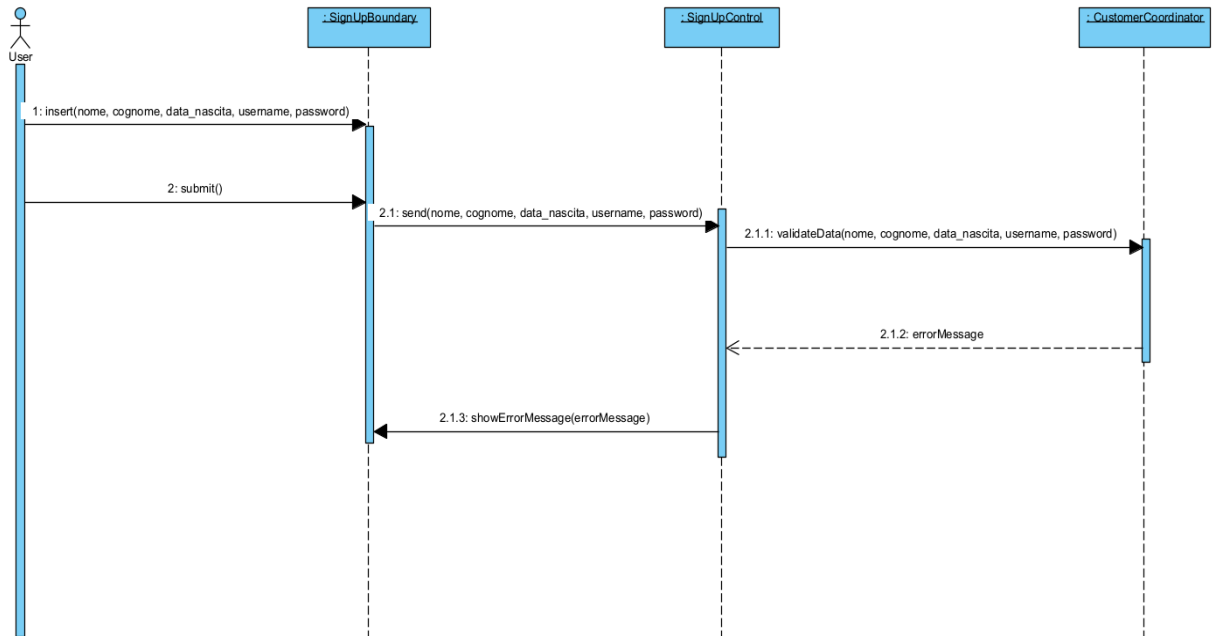 : SignUpBoundary
: SignUpControl
: CustomerCoordinator
User
1: insert(nome, cognome, data_nascita, username, password)
2: submit()
2.1: send(nome, cognome, data_nascita, username, password)
2.1.1: validateData(nome, cognome, data_nascita, username, password)
2.1.2: errorMessage
2.1.3: showErrorMessage(errorMessage)